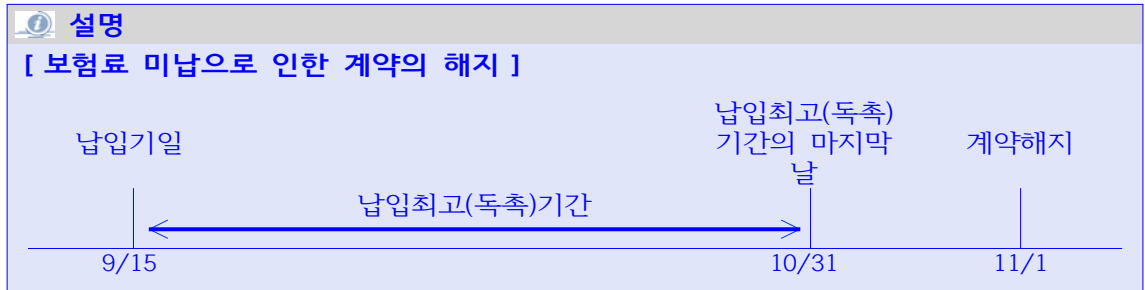 설명
[ 보험료 미납으로 인한 계약의 해지 ]
납입기일
납입최고(독촉)
기간의 마지막
날
계약해지
납입최고(독촉)기간
9/15
10/31
11/1